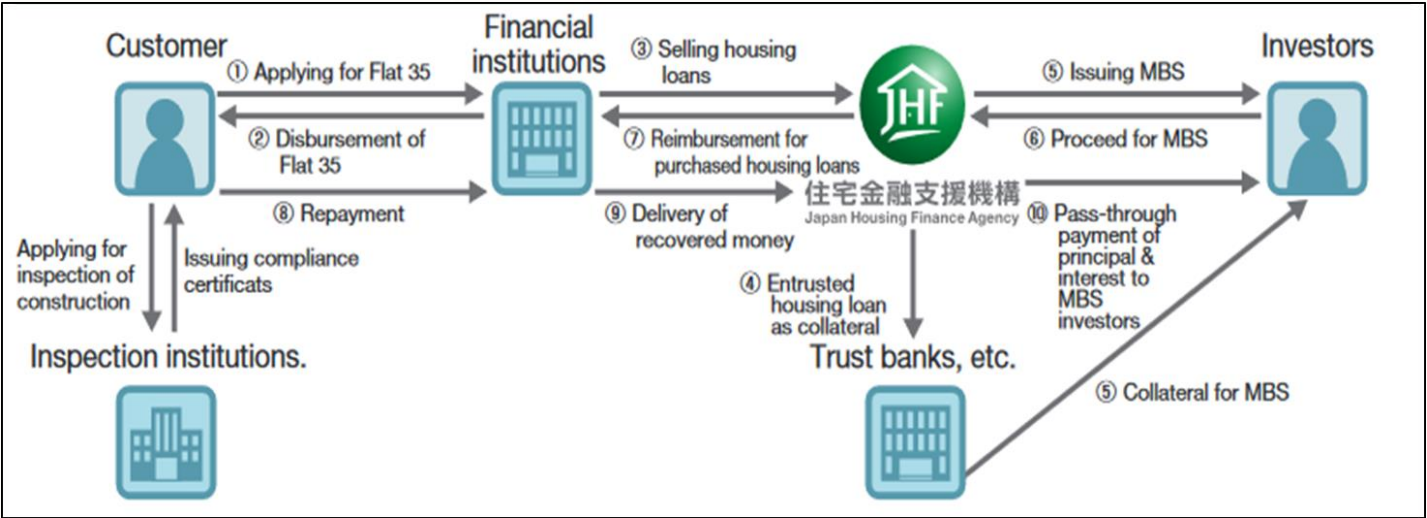 Customer
Financial
institutions
Investors
① Applying for Flat 35
③ Selling housing
loans
⑤ Issuing MBS
JHF
② Disbursement of
Flat 35
⑦ Reimbursement for
purchased housing loans
⑥ Proceed for MBS
⑧ Repayment
⑨ Delivery of
recovered money
住宅金融支援機構
Japan Housing Finance Agency
⑩ Pass-through
payment of
principal &
interest to
MBS
investors
Applying for
inspection of
construction
Issuing compliance
certificats
④ Entrusted
housing loan
as collateral
Inspection institutions.
Trust banks, etc.
⑤ Collateral for MBS